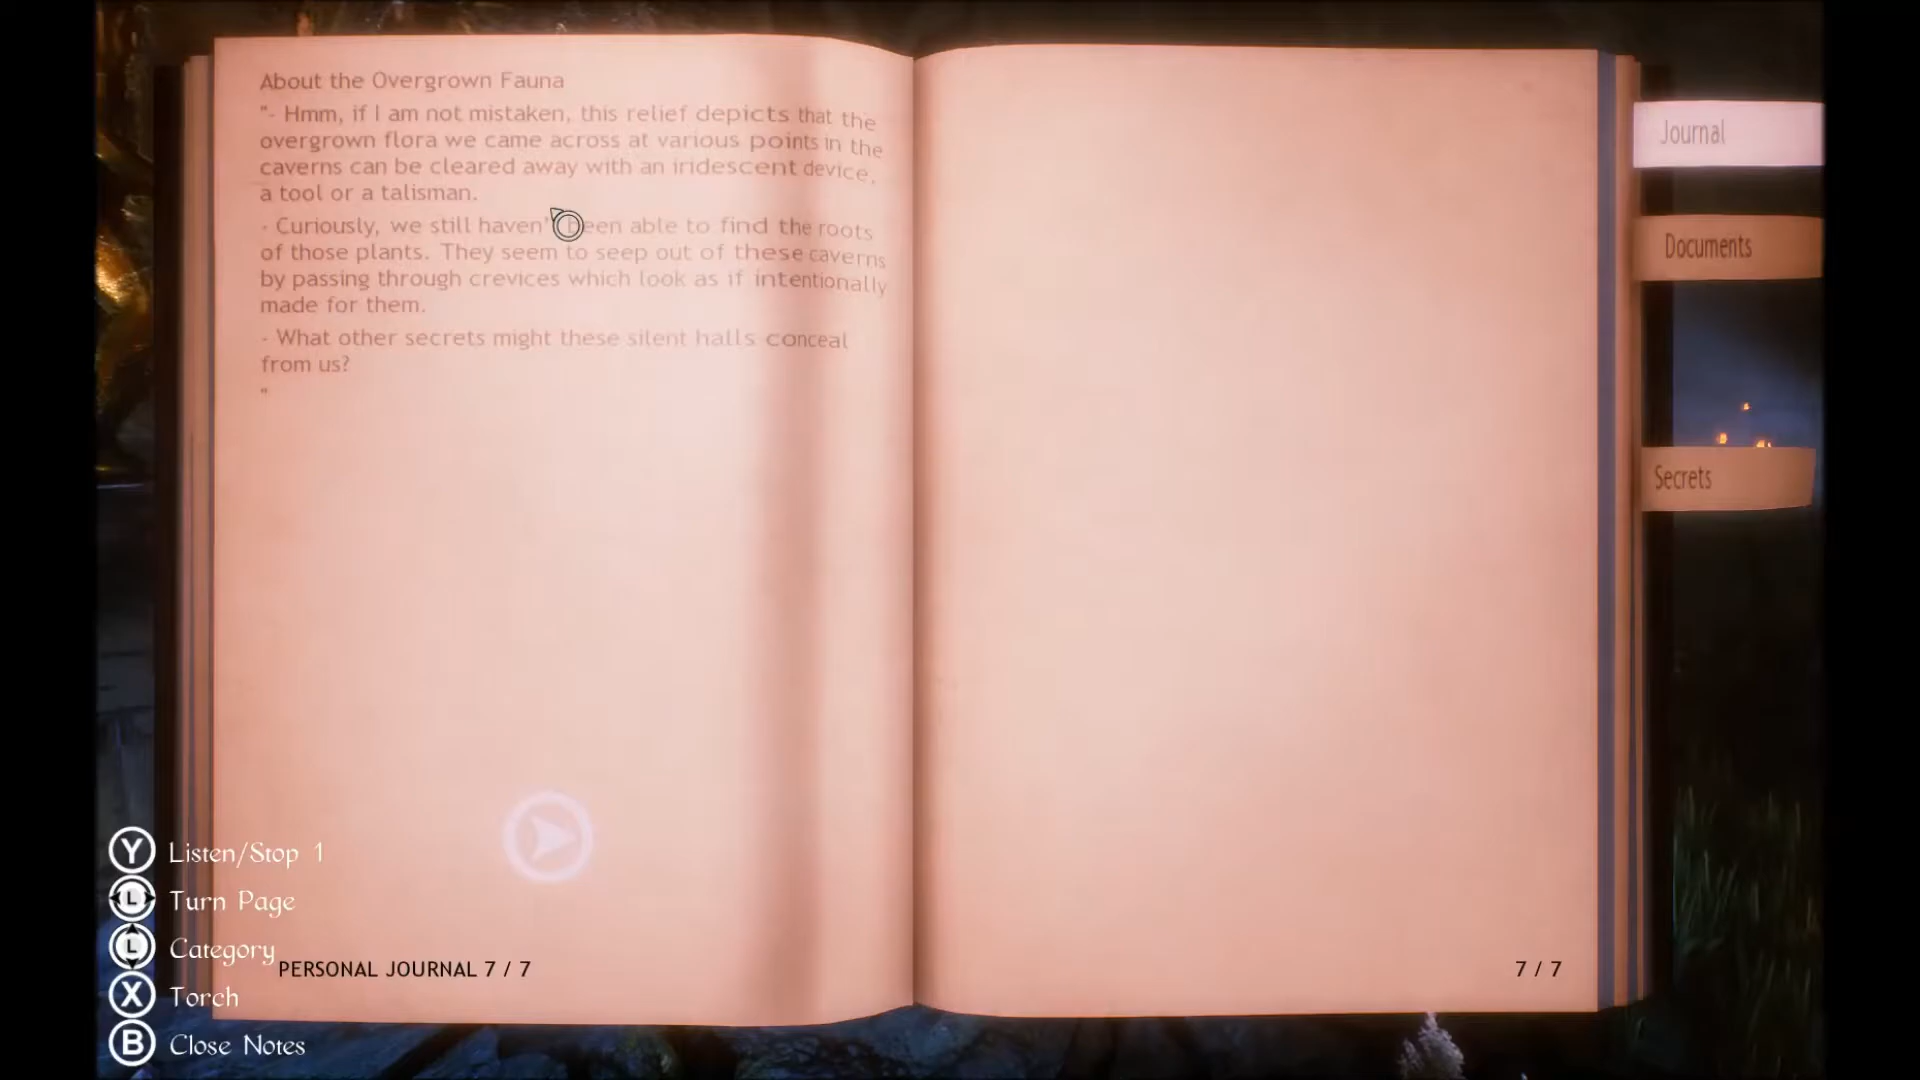 About the Overgrown Fauna
"- Hmm, if I am not mistaken, this relief depicts that the
overgrown flora we came across at various points in the
caverns can be cleared away with an iridescent device,
a tool or a talisman.
- Curiously, we still haven't been able to find the roots
of those plants. They seem to seep out of these caverns
by passing through crevices which look as if intentionally
made for them.
- What other secrets might these silent halls conceal
from us?
"
Journal
Documents
Secrets
Y Listen/Stop 1
L Turn Page
L Category
X Torch
B Close Notes
PERSONAL JOURNAL 7 / 7
7 / 7